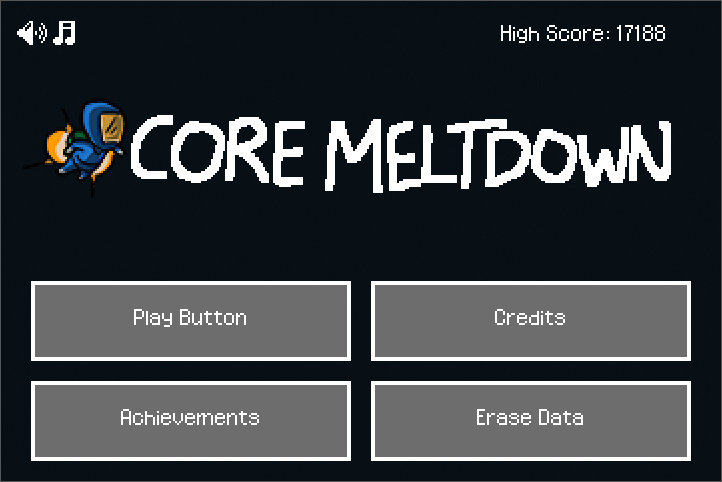 High Score: 17188
CORE MELTDOWN
Play Button
Credits
Achievements
Erase Data